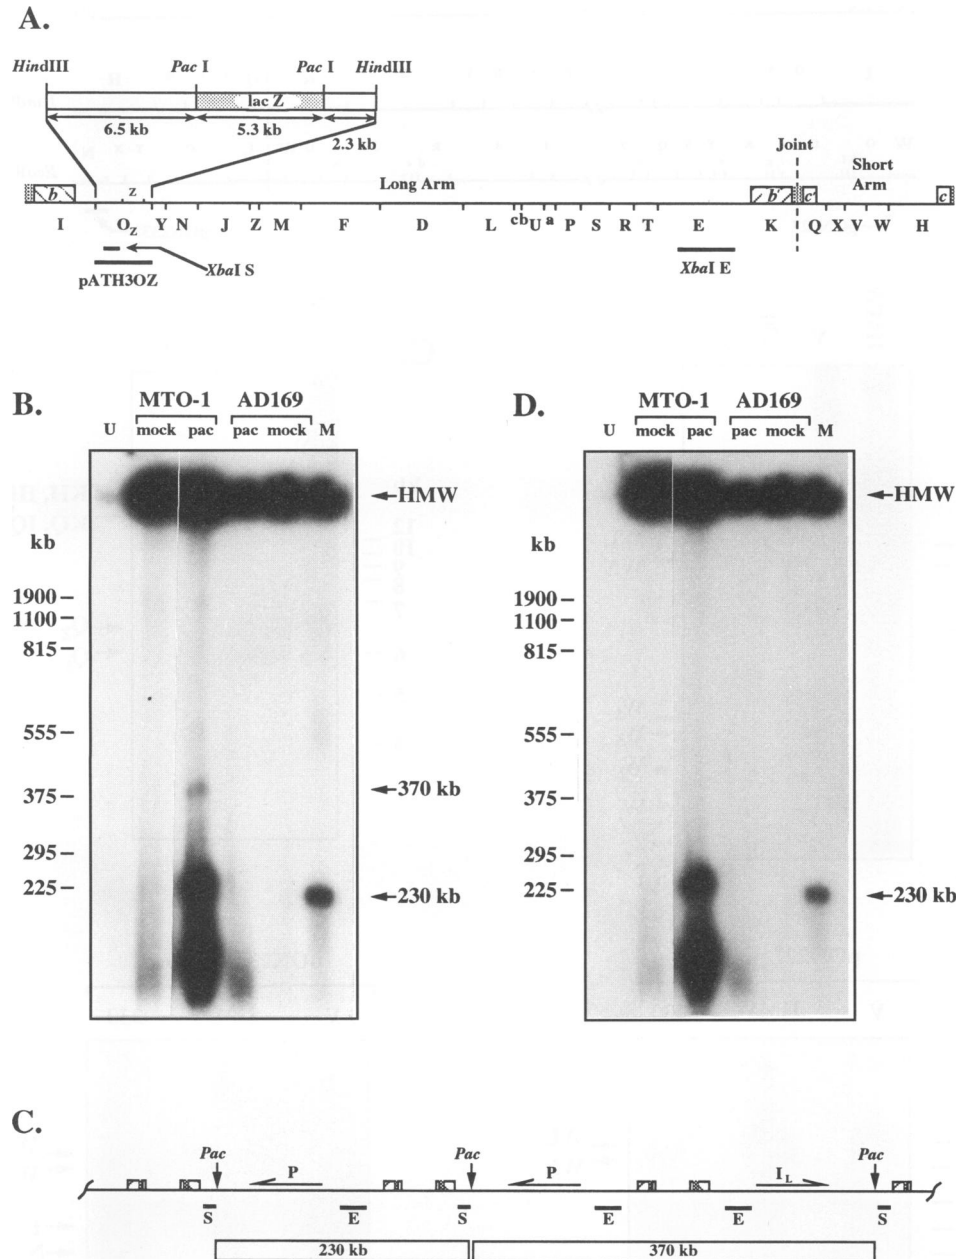 A.
HindIII Pac I Pac I HindIII
lac Z
6.5 kb 5.3 kb 2.3 kb
Joint
Short
Arm
Long Arm
b z b' c' c
I O Z Y N J Z M F D L cb U a P S R T E K Q X V W H
XbaI S
pATH3OZ
XbaI E
B.
MTO-1 AD169
U mock pac pac mock M
HMW
kb
1900
1100
815
555
375
370 kb
295
225
230 kb
D.
MTO-1 AD169
U mock pac pac mock M
HMW
kb
1900
1100
815
555
375
295
225
230 kb
C.
Pac Pac Pac
P P IL
S E S E E S
230 kb 370 kb